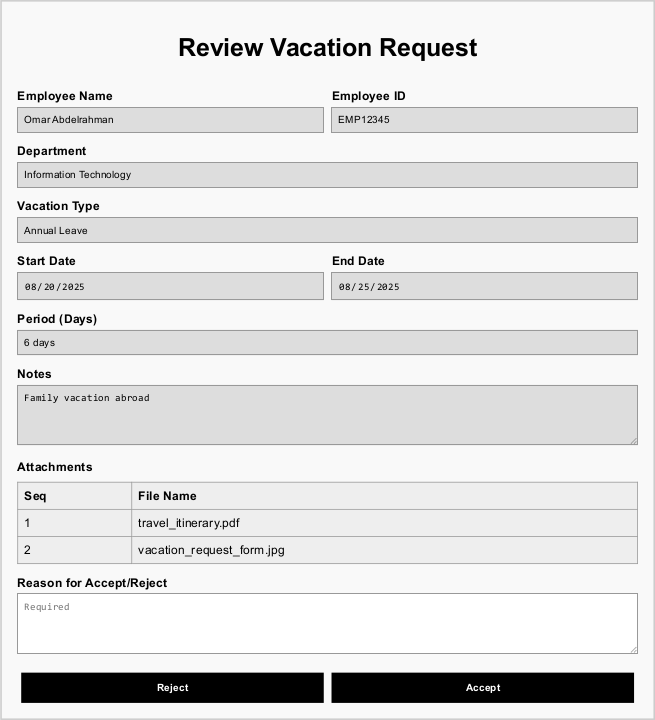 Review Vacation Request
Employee Name Employee ID
Omar Abdelrahman EMP12345
Department
Information Technology
Vacation Type
Annual Leave
Start Date End Date
08/20/2025 08/25/2025
Period (Days)
6 days
Notes
Family vacation abroad
Attachments
Seq File Name
1 travel_itinerary.pdf
2 vacation_request_form.jpg
Reason for Accept/Reject
Required
Reject Accept